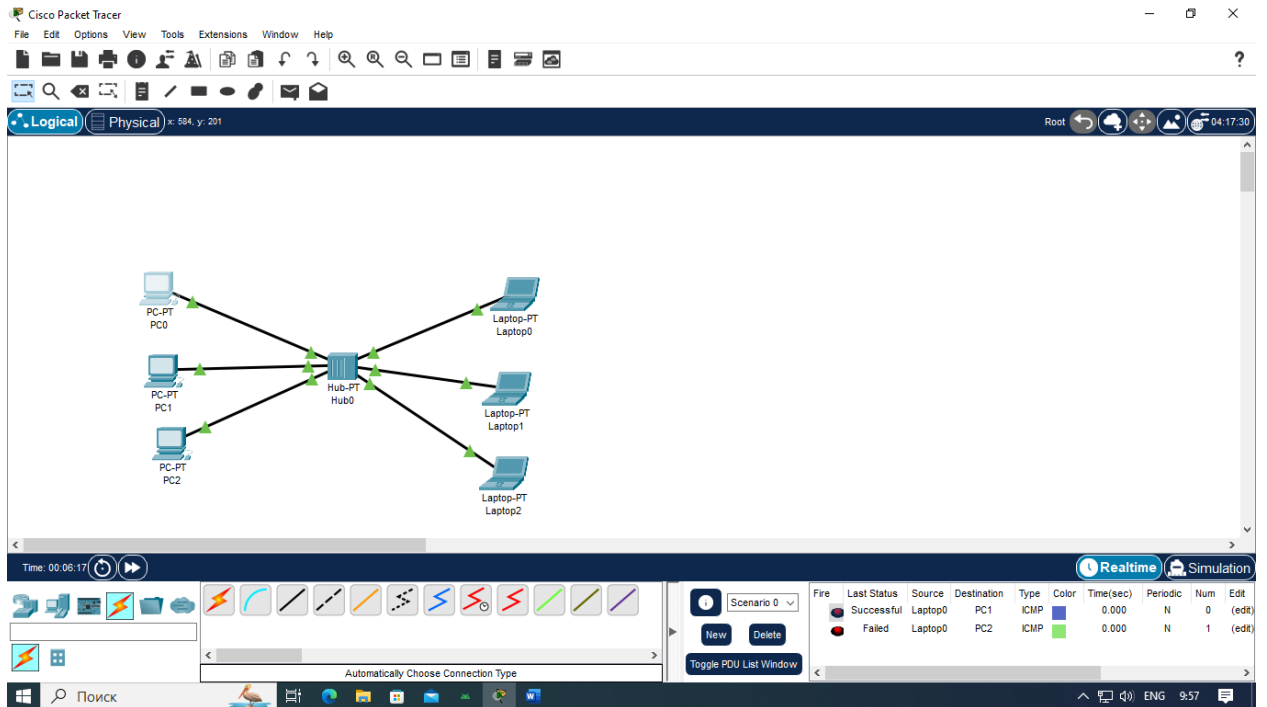 Cisco Packet Tracer
File Edit Options View Tools Extensions Window Help
?
Logical Physical x: 584, y: 201 Root 04:17:30
PC-PT
PC0
PC-PT
PC1
PC-PT
PC2
Hub-PT
Hub0
Laptop-PT
Laptop0
Laptop-PT
Laptop1
Laptop-PT
Laptop2
Time: 00:06:17 Realtime Simulation
Scenario 0
New Delete
Toggle PDU List Window
Fire Last Status Source Destination Type Color Time(sec) Periodic Num Edit
Successful Laptop0 PC1 ICMP 0.000 N 0 (edit)
Failed Laptop0 PC2 ICMP 0.000 N 1 (edit)
Automatically Choose Connection Type
Поиск ENG 9:57